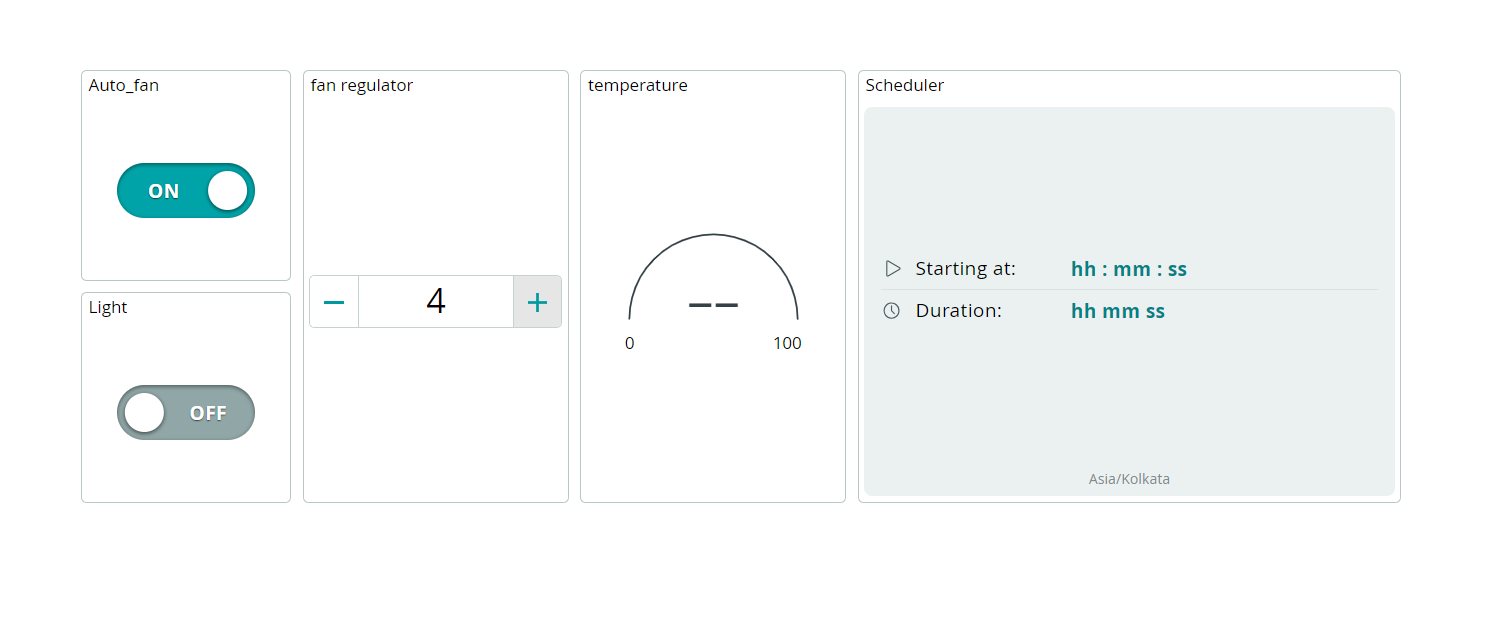 Auto_fan
ON
Light
OFF
fan regulator
− 4 +
temperature
––
0 100
Scheduler
Starting at: hh : mm : ss
Duration: hh mm ss
Asia/Kolkata